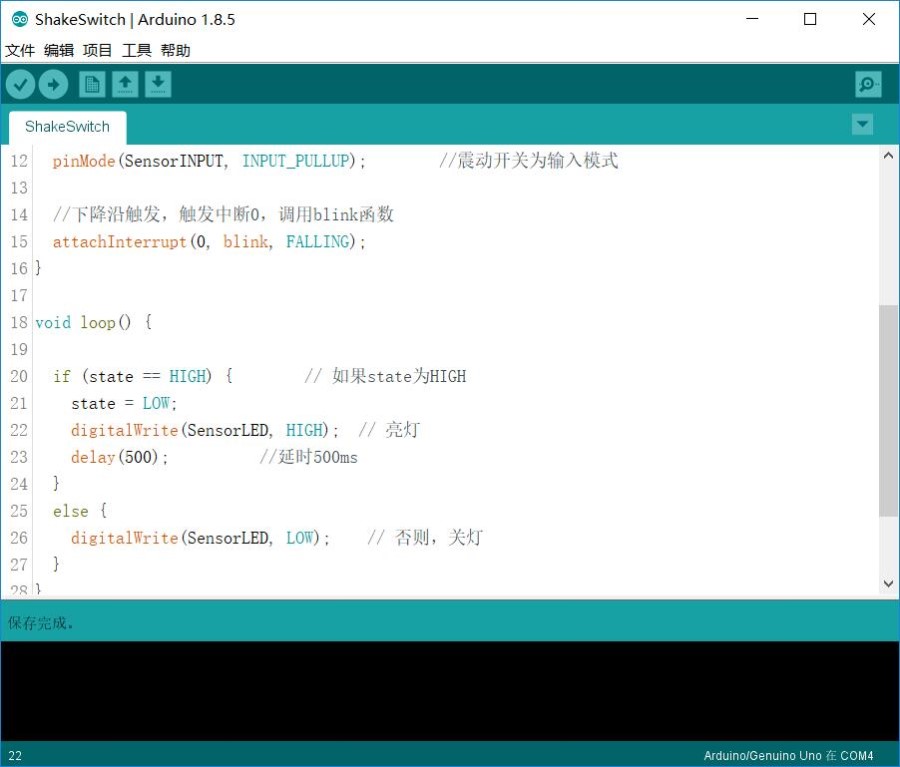 ShakeSwitch | Arduino 1.8.5
文件 编辑 项目 工具 帮助
ShakeSwitch
12 pinMode(SensorINPUT, INPUT_PULLUP); //震动开关为输入模式
13
14 //下降沿触发，触发中断0，调用blink函数
15 attachInterrupt(0, blink, FALLING);
16 }
17
18 void loop() {
19
20 if (state == HIGH) { // 如果state为HIGH
21 state = LOW;
22 digitalWrite(SensorLED, HIGH); // 亮灯
23 delay(500); //延时500ms
24 }
25 else {
26 digitalWrite(SensorLED, LOW); // 否则，关灯
27 }
28 }
保存完成。
22 Arduino/Genuino Uno 在 COM4